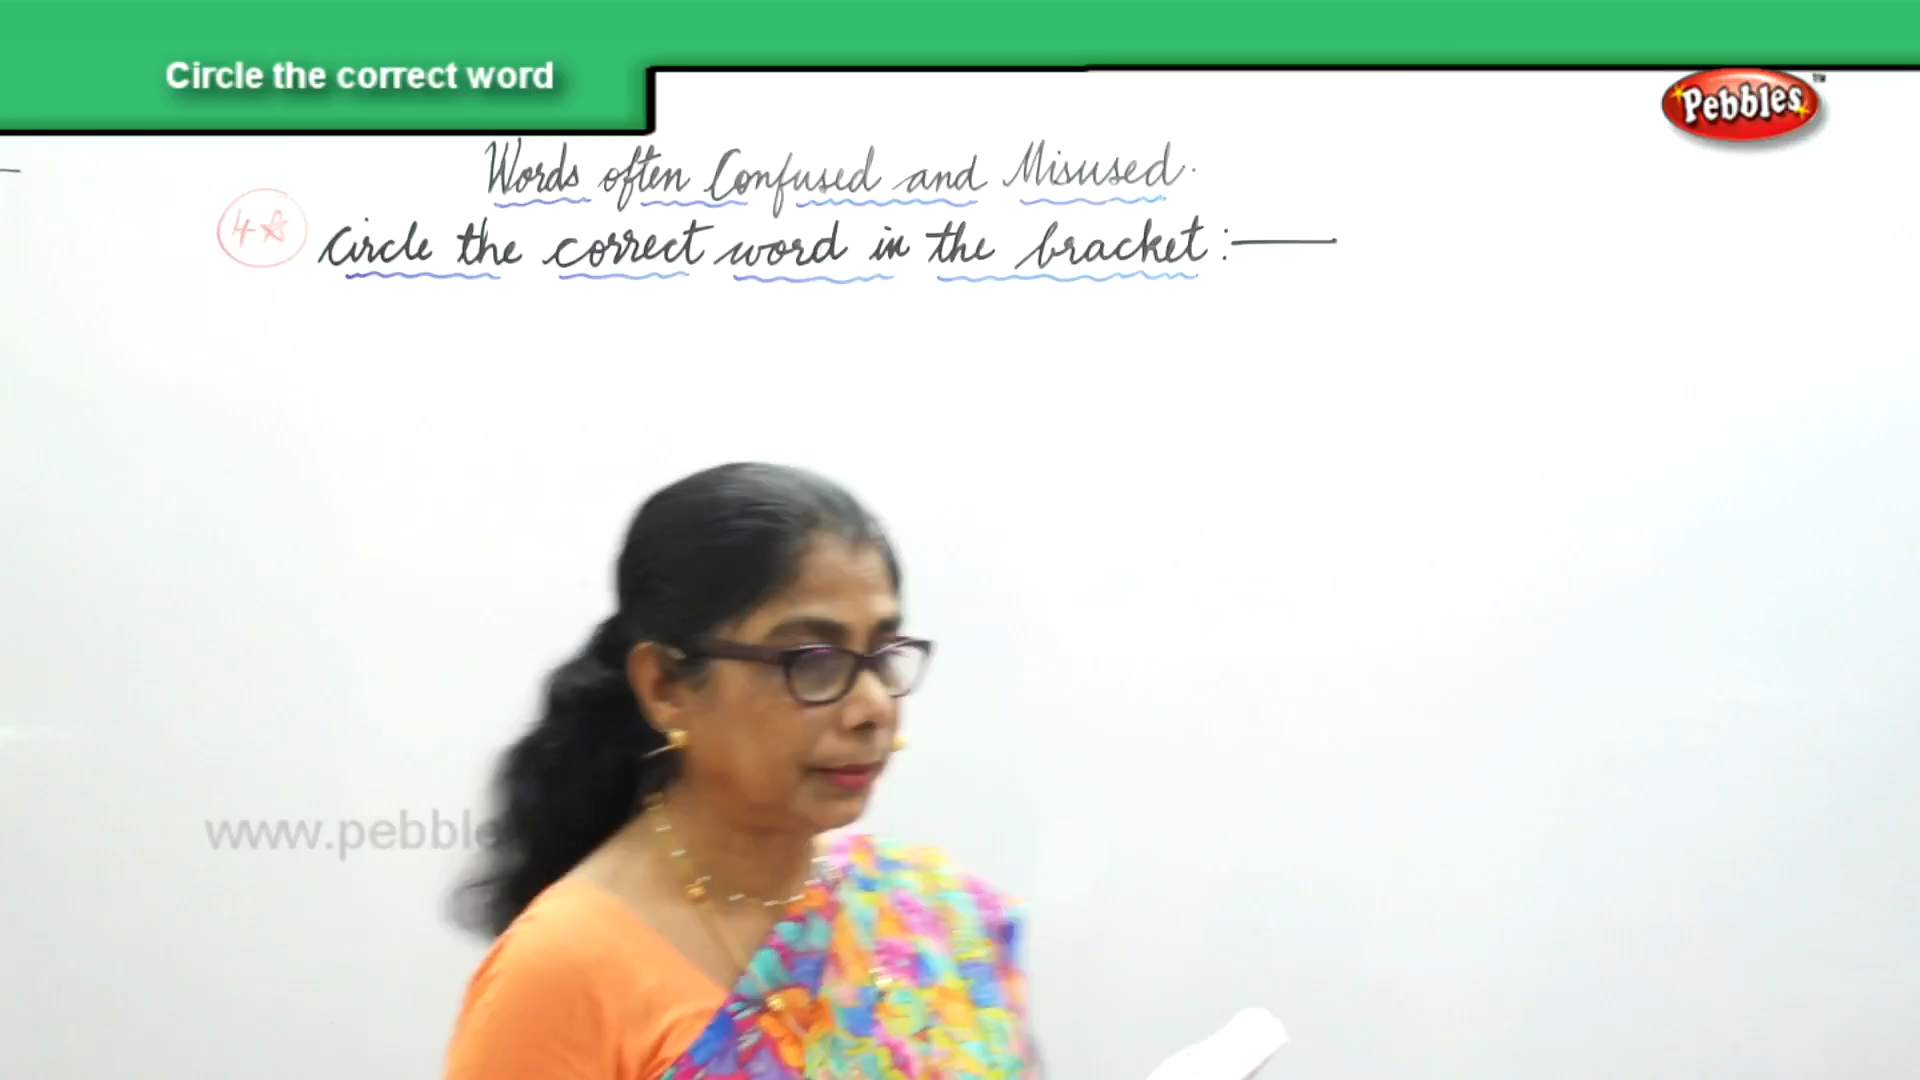 Circle the correct word
Pebbles™
Words often Confused and Misused.
4☆ Circle the correct word in the bracket:—
www.pebble